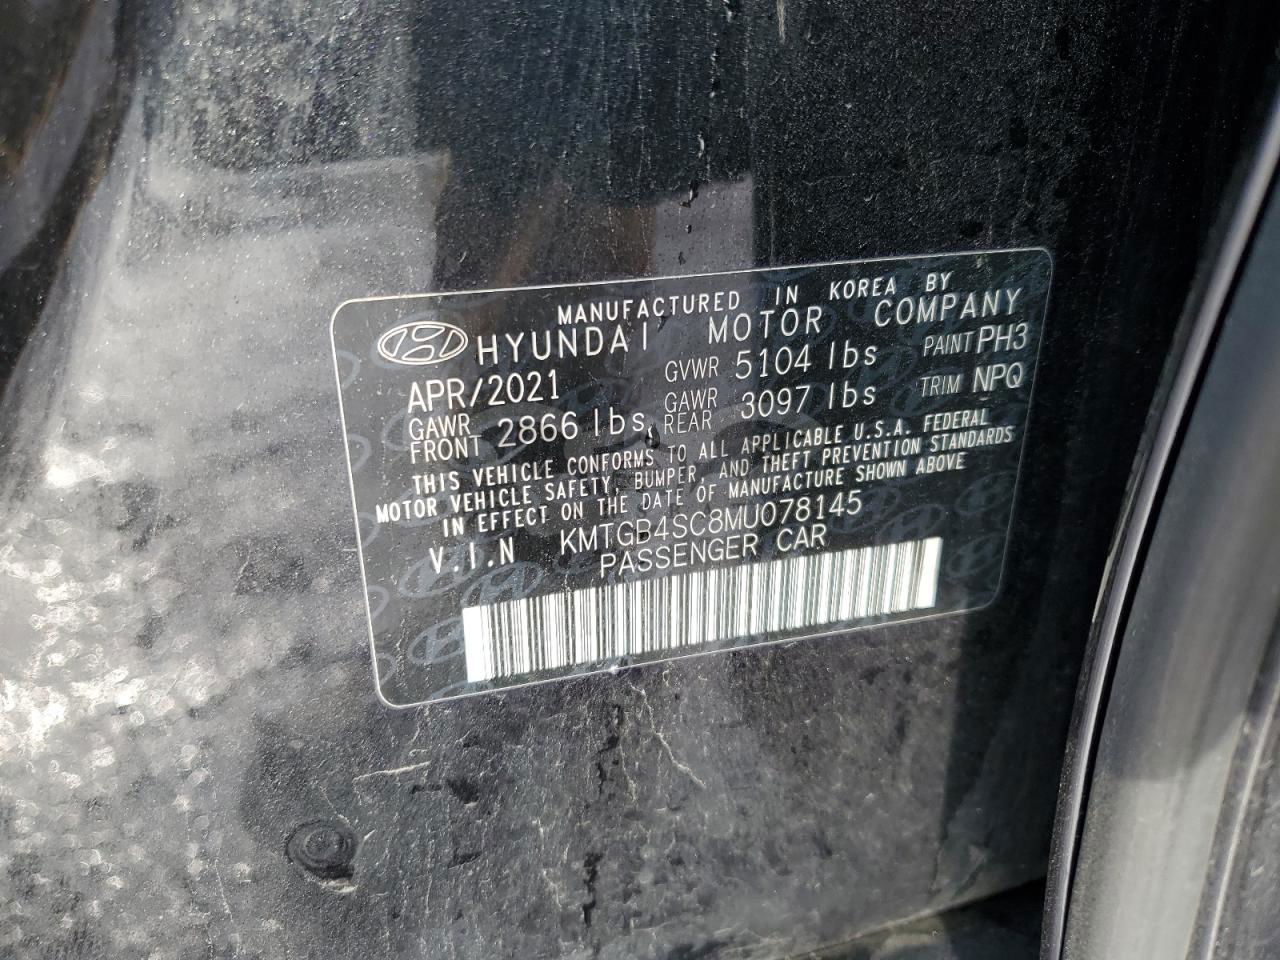 MANUFACTURED IN KOREA BY
HYUNDAI MOTOR COMPANY
APR/2021 GVWR 5104 lbs PAINT PH3
GAWR FRONT 2866 lbs GAWR REAR 3097 lbs TRIM NPQ
THIS VEHICLE CONFORMS TO ALL APPLICABLE U.S.A. FEDERAL
MOTOR VEHICLE SAFETY, BUMPER, AND THEFT PREVENTION STANDARDS
IN EFFECT ON THE DATE OF MANUFACTURE SHOWN ABOVE
V.I.N KMTGB4SC8MU078145
PASSENGER CAR